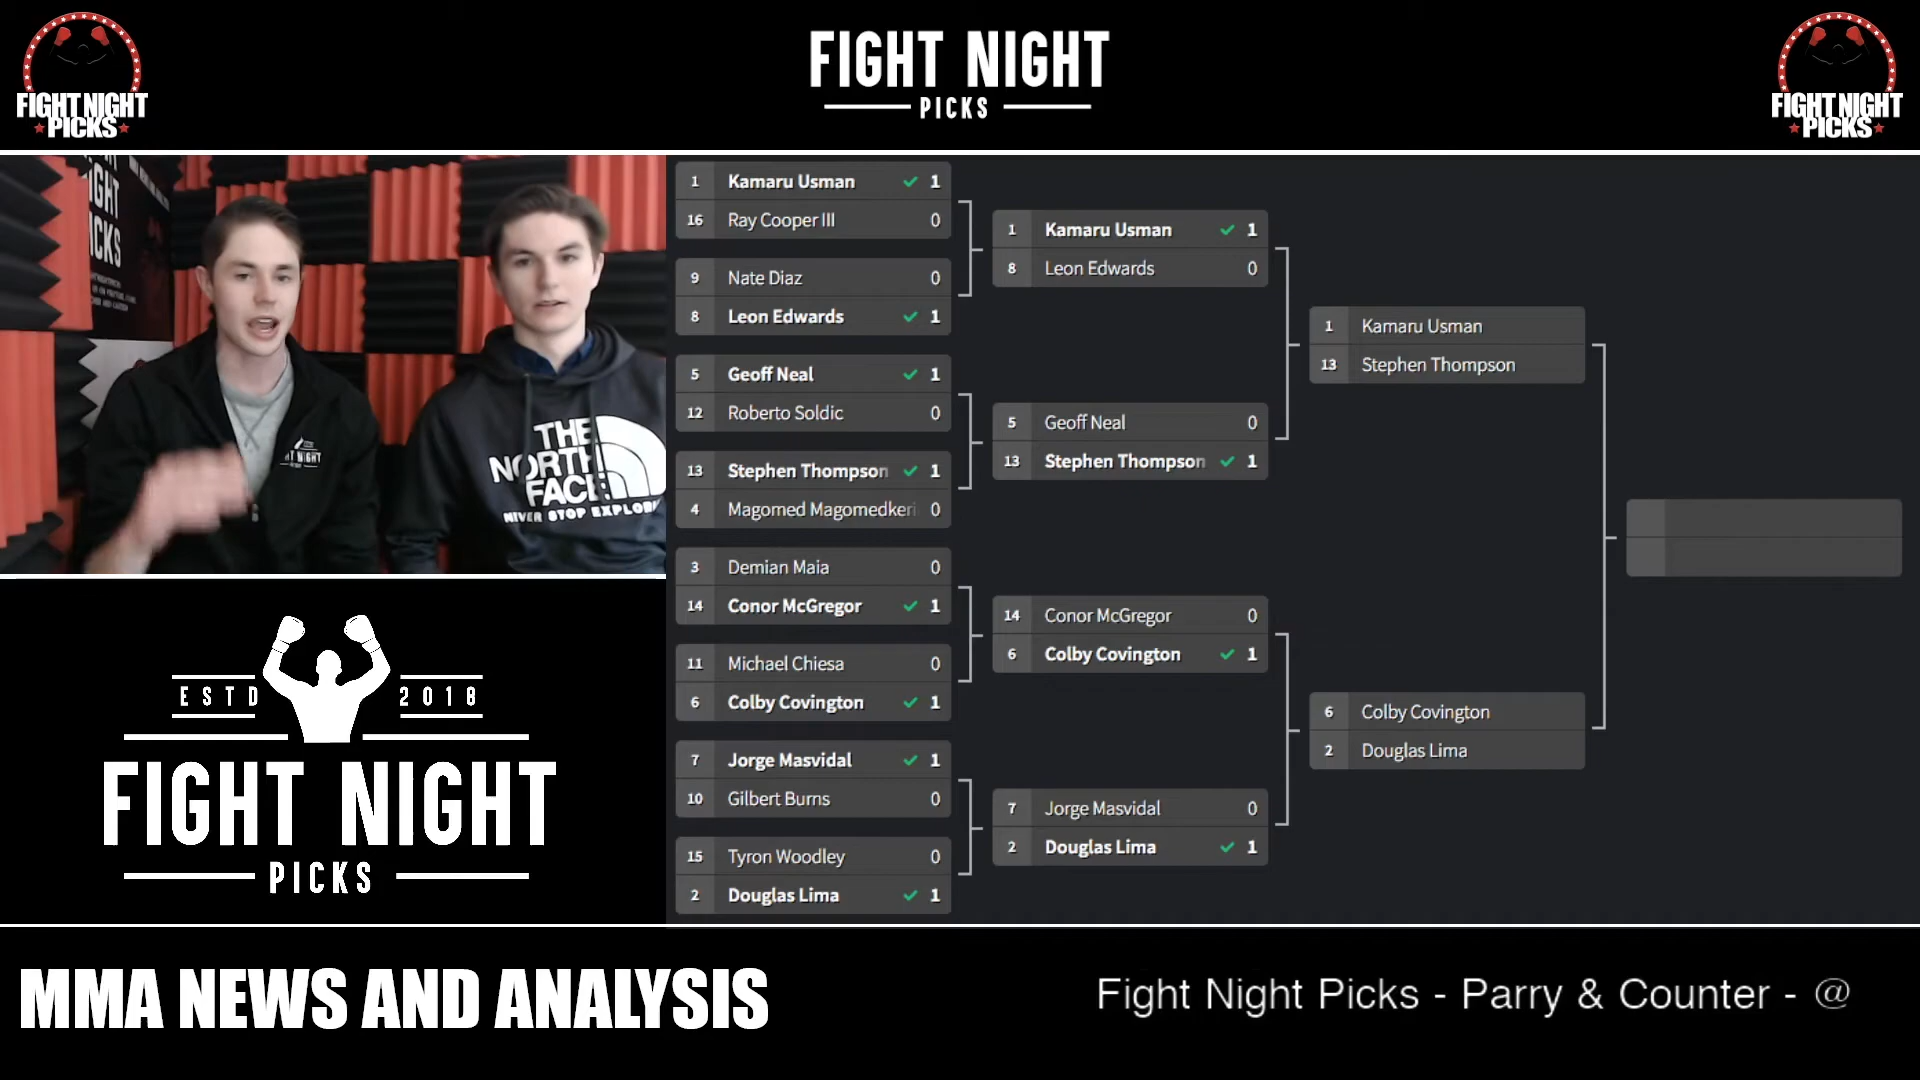 FIGHT NIGHT
PICKS
FIGHT NIGHT
PICKS
FIGHT NIGHT
PICKS
THE
NORTH
FACE
NEVER STOP EXPLORI
1 Kamaru Usman 1
16 Ray Cooper III 0
9 Nate Diaz 0
8 Leon Edwards 1
5 Geoff Neal 1
12 Roberto Soldic 0
13 Stephen Thompson 1
4 Magomed Magomedkeri 0
3 Demian Maia 0
14 Conor McGregor 1
11 Michael Chiesa 0
6 Colby Covington 1
7 Jorge Masvidal 1
10 Gilbert Burns 0
15 Tyron Woodley 0
2 Douglas Lima 1
1 Kamaru Usman 1
8 Leon Edwards 0
5 Geoff Neal 0
13 Stephen Thompson 1
14 Conor McGregor 0
6 Colby Covington 1
7 Jorge Masvidal 0
2 Douglas Lima 1
1 Kamaru Usman
13 Stephen Thompson
6 Colby Covington
2 Douglas Lima
ESTD 2018
FIGHT NIGHT
PICKS
MMA NEWS AND ANALYSIS
Fight Night Picks - Parry & Counter - @